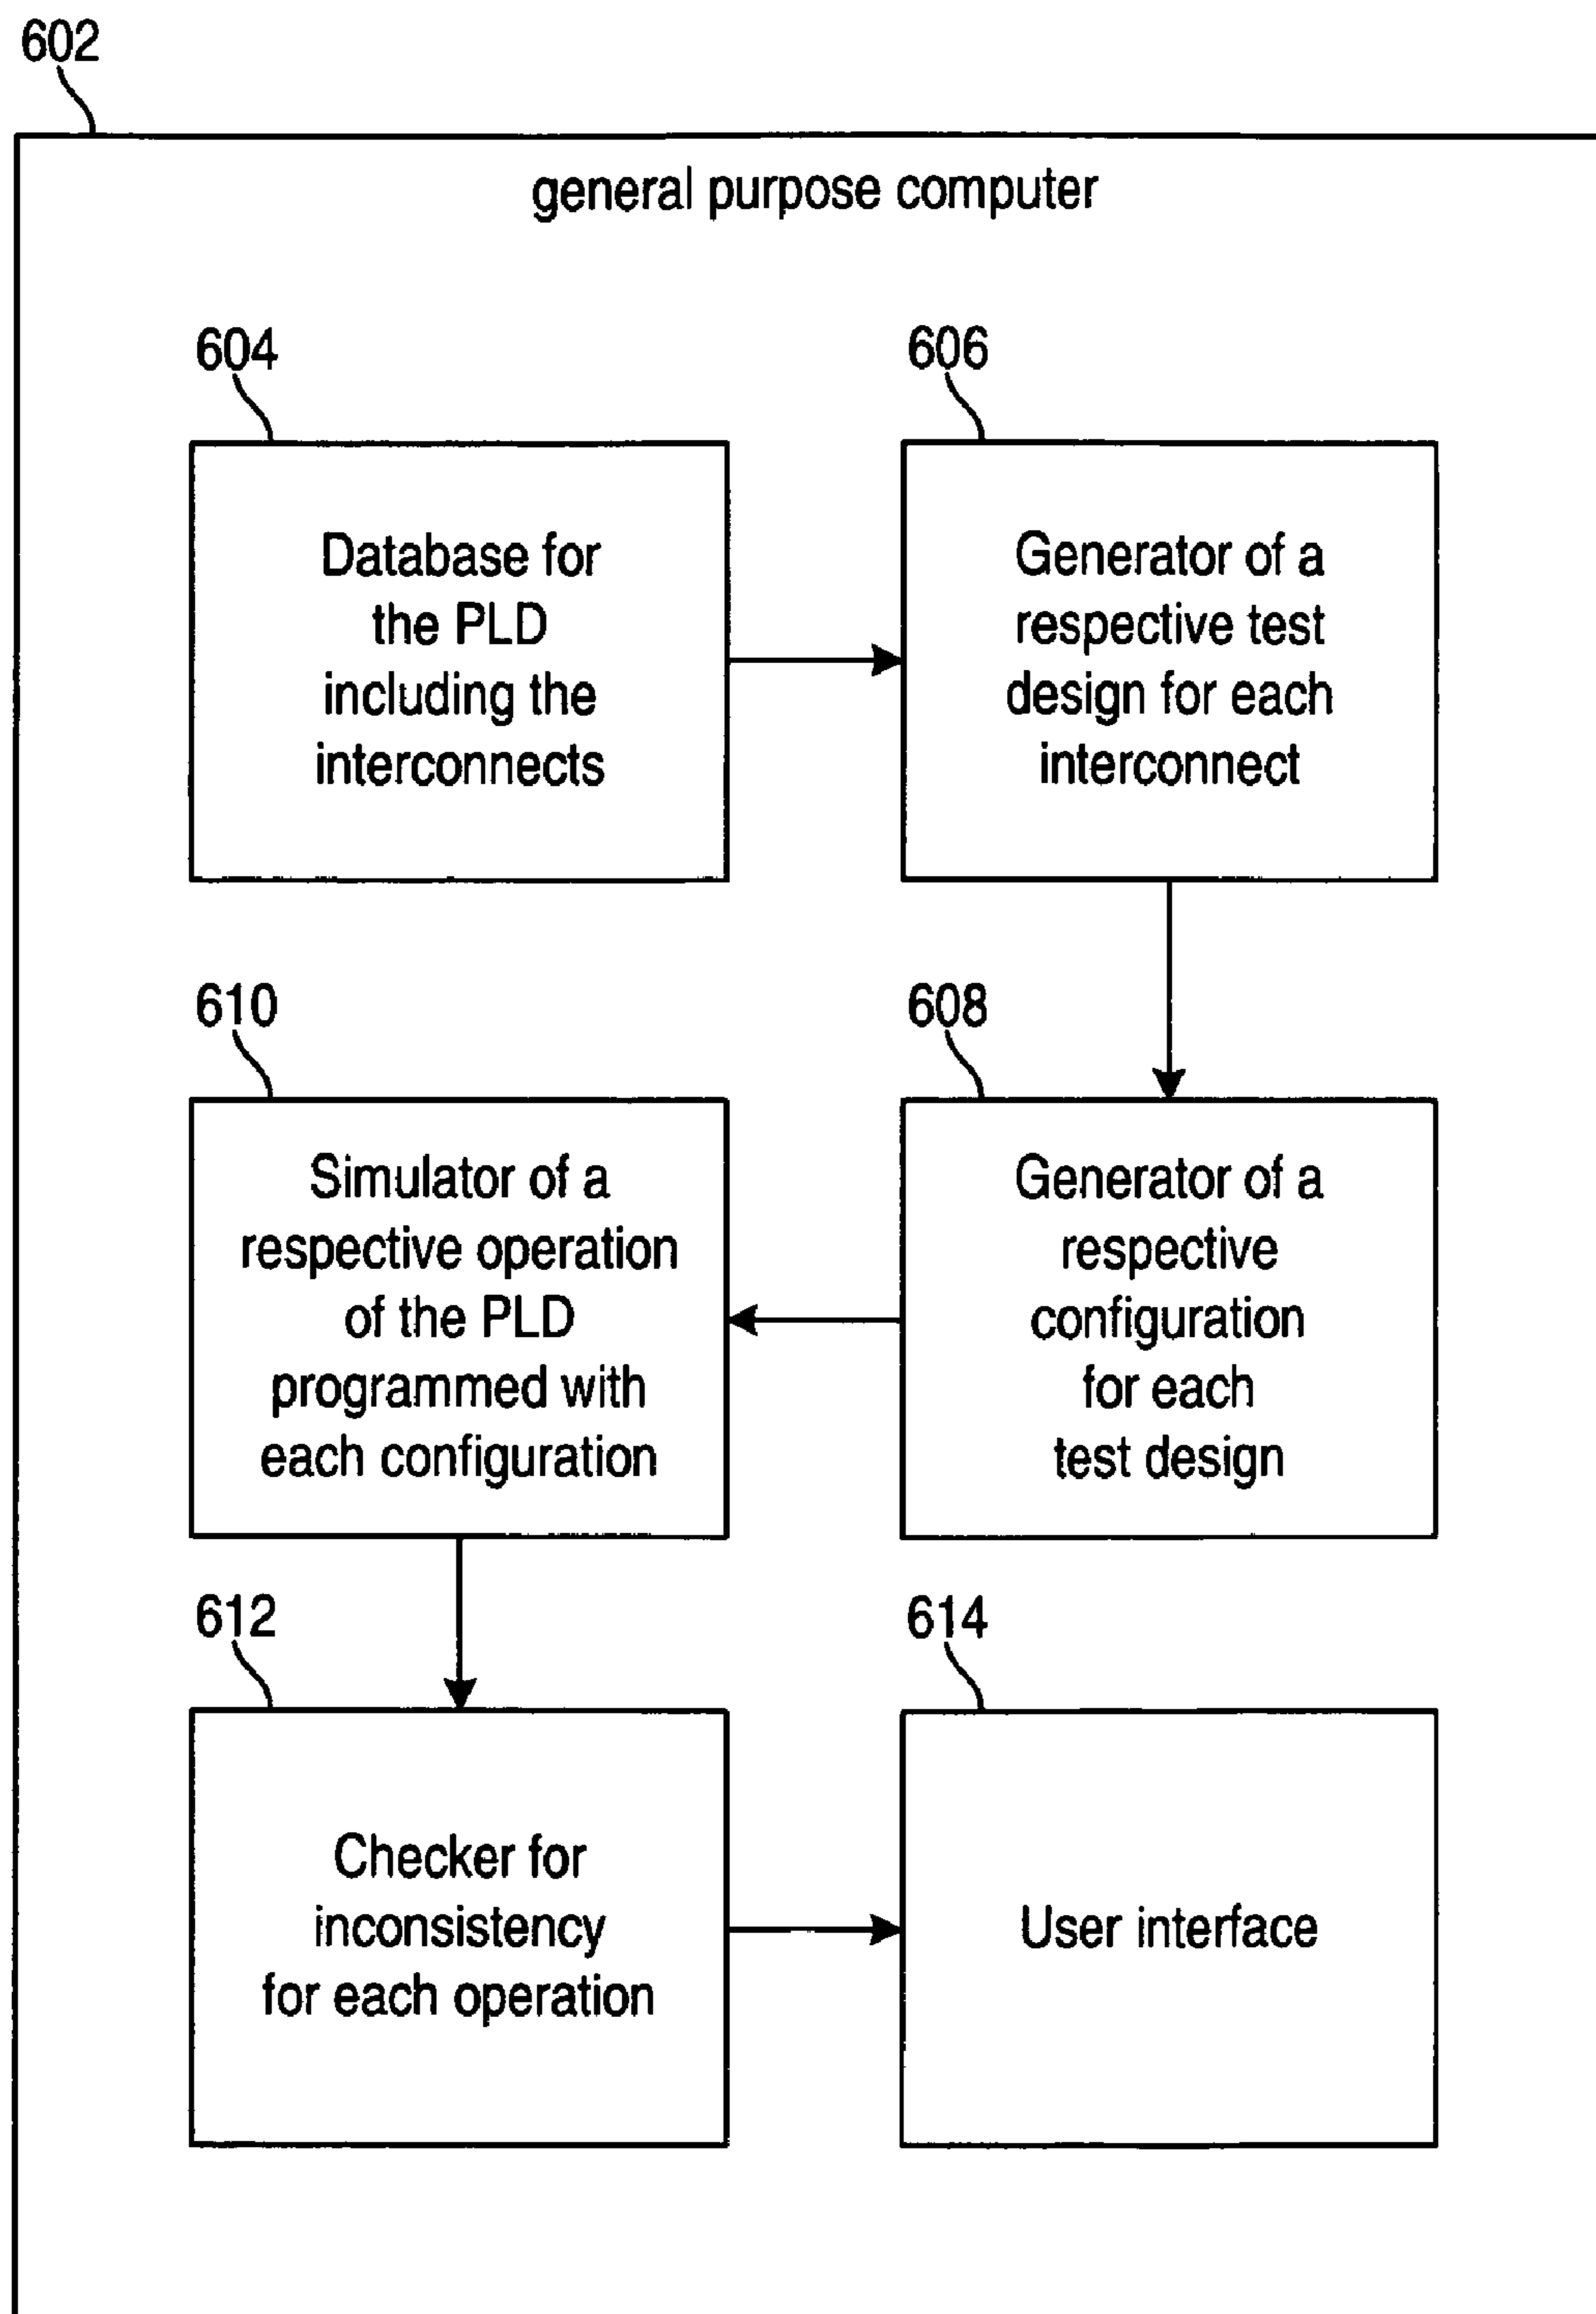 602
general purpose computer
604
Database for
the PLD
including the
interconnects
606
Generator of a
respective test
design for each
interconnect
610
Simulator of a
respective operation
of the PLD
programmed with
each configuration
608
Generator of a
respective
configuration
for each
test design
612
Checker for
inconsistency
for each operation
614
User interface